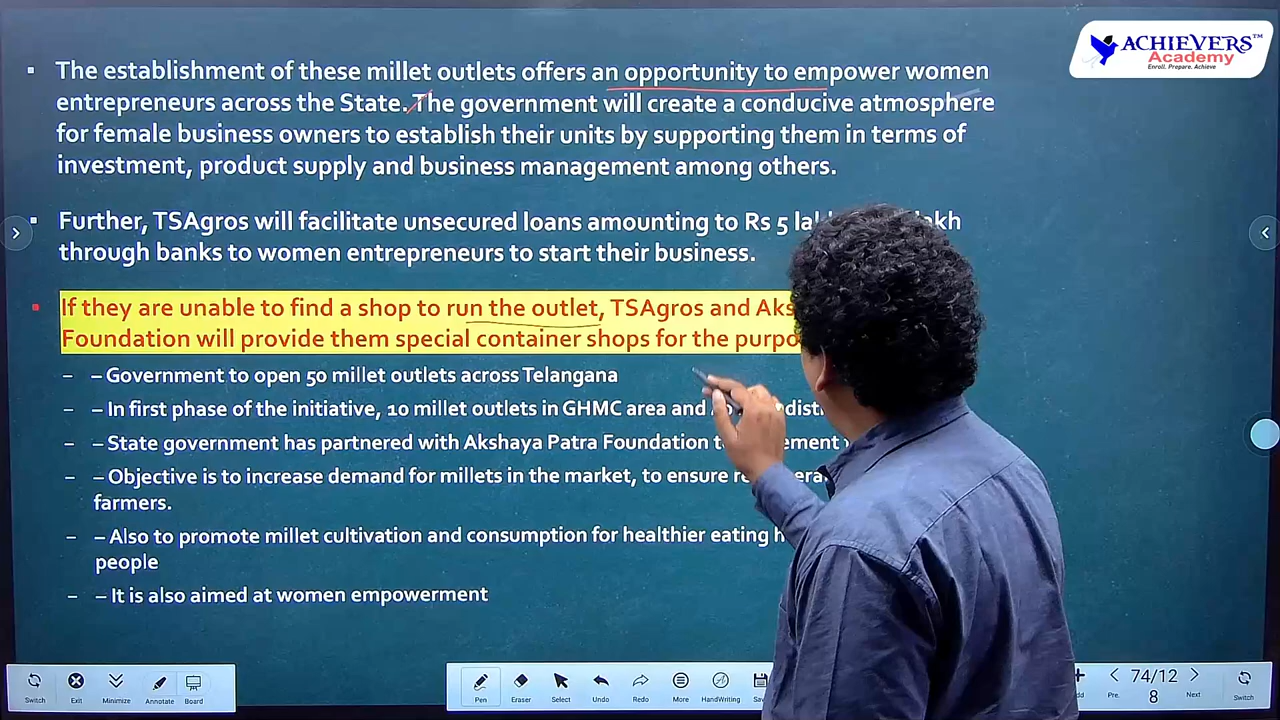 ACHIEVERS™
Academy
Enroll. Prepare. Achieve
▪ The establishment of these millet outlets offers an opportunity to empower women
entrepreneurs across the State. The government will create a conducive atmosphere
for female business owners to establish their units by supporting them in terms of
investment, product supply and business management among others.
▪ Further, TSAgros will facilitate unsecured loans amounting to Rs 5
through banks to women entrepreneurs to start their business.
▪ If they are unable to find a shop to run the outlet, TSAgros and
Foundation will provide them special container shops for the
– – Government to open 50 millet outlets across Telangana
– – In first phase of the initiative, 10 millet outlets in GHMC area and
– – State government has partnered with Akshaya Patra Foundation
– – Objective is to increase demand for millets in the market, to ensure
farmers.
– – Also to promote millet cultivation and consumption for healthier eating
people
– – It is also aimed at women empowerment
Switch Exit Minimize Annotate Board Pen Eraser Select Undo Redo More HandWriting 74/12 Pre. Next Switch
8